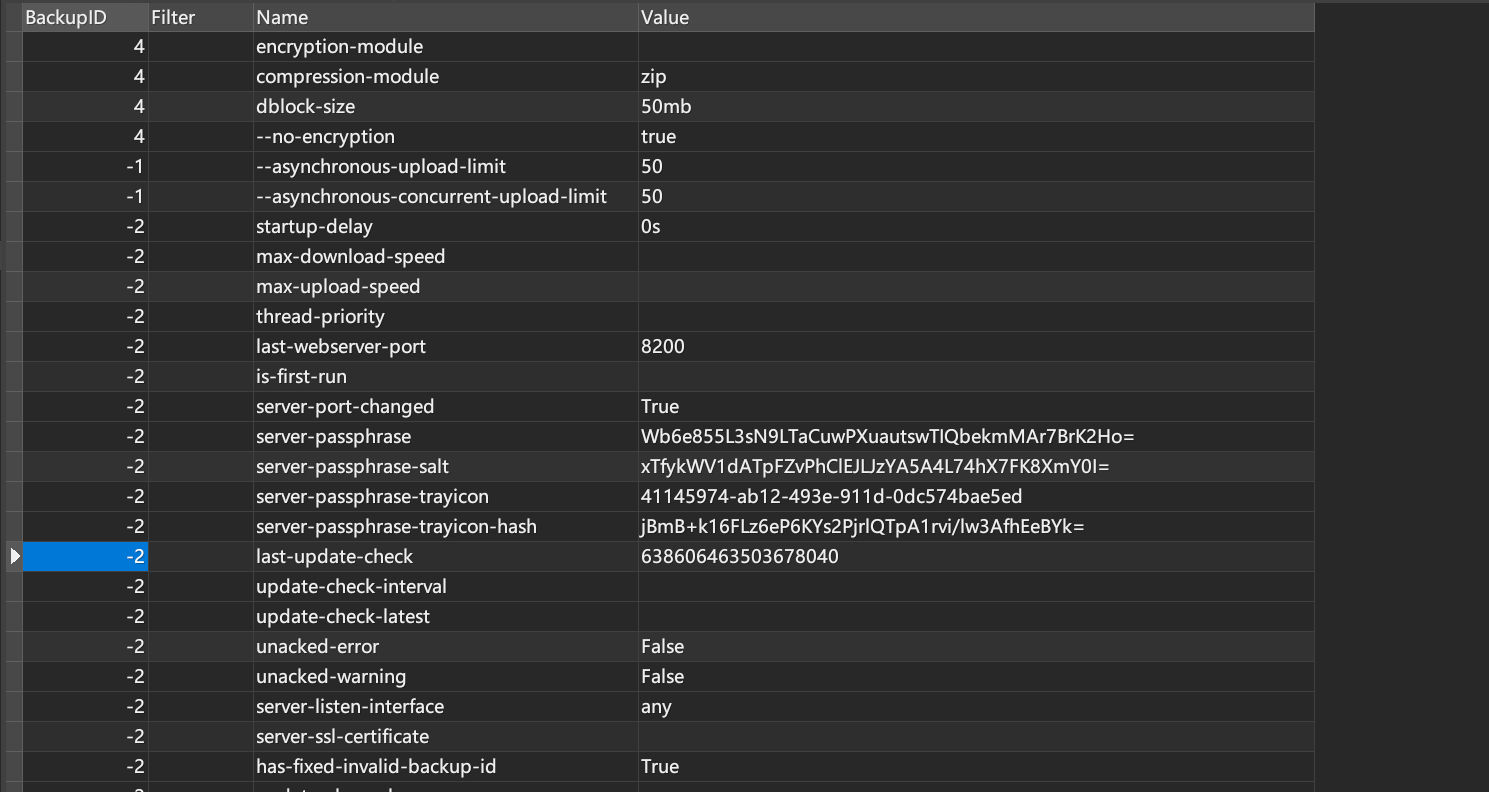 BackupID Filter Name Value
4 encryption-module
4 compression-module zip
4 dblock-size 50mb
4 --no-encryption true
-1 --asynchronous-upload-limit 50
-1 --asynchronous-concurrent-upload-limit 50
-2 startup-delay 0s
-2 max-download-speed
-2 max-upload-speed
-2 thread-priority
-2 last-webserver-port 8200
-2 is-first-run
-2 server-port-changed True
-2 server-passphrase Wb6e855L3sN9LTaCuwPXuautswTIQbekmMAr7BrK2Ho=
-2 server-passphrase-salt xTfykWV1dATpFZvPhClEJLJzYA5A4L74hX7FK8XmY0I=
-2 server-passphrase-trayicon 41145974-ab12-493e-911d-0dc574bae5ed
-2 server-passphrase-trayicon-hash jBmB+k16FLz6eP6KYs2PjrlQTpA1rvi/lw3AfhEeBYk=
-2 last-update-check 638606463503678040
-2 update-check-interval
-2 update-check-latest
-2 unacked-error False
-2 unacked-warning False
-2 server-listen-interface any
-2 server-ssl-certificate
-2 has-fixed-invalid-backup-id True